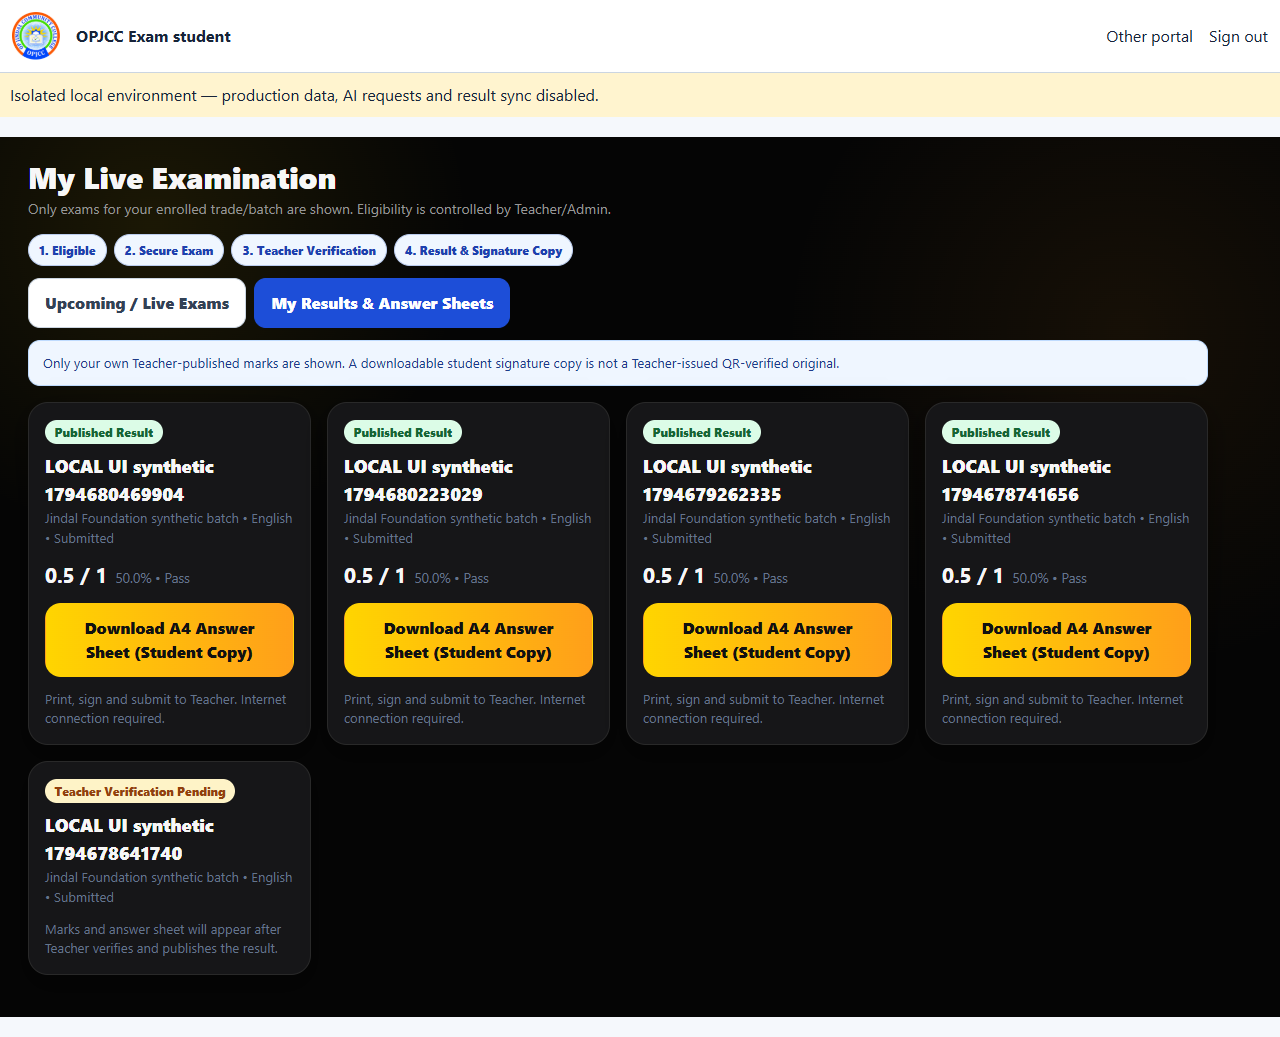 OPJCC
OPJCC Exam student
Other portal
Sign out
Isolated local environment — production data, AI requests and result sync disabled.
My Live Examination
Only exams for your enrolled trade/batch are shown. Eligibility is controlled by Teacher/Admin.
1. Eligible
2. Secure Exam
3. Teacher Verification
4. Result & Signature Copy
Upcoming / Live Exams
My Results & Answer Sheets
Only your own Teacher-published marks are shown. A downloadable student signature copy is not a Teacher-issued QR-verified original.
Published Result
LOCAL UI synthetic
1794680469904
Jindal Foundation synthetic batch • English
• Submitted
0.5 / 1 50.0% • Pass
Download A4 Answer
Sheet (Student Copy)
Print, sign and submit to Teacher. Internet
connection required.
Published Result
LOCAL UI synthetic
1794680223029
Jindal Foundation synthetic batch • English
• Submitted
0.5 / 1 50.0% • Pass
Download A4 Answer
Sheet (Student Copy)
Print, sign and submit to Teacher. Internet
connection required.
Published Result
LOCAL UI synthetic
1794679262335
Jindal Foundation synthetic batch • English
• Submitted
0.5 / 1 50.0% • Pass
Download A4 Answer
Sheet (Student Copy)
Print, sign and submit to Teacher. Internet
connection required.
Published Result
LOCAL UI synthetic
1794678741656
Jindal Foundation synthetic batch • English
• Submitted
0.5 / 1 50.0% • Pass
Download A4 Answer
Sheet (Student Copy)
Print, sign and submit to Teacher. Internet
connection required.
Teacher Verification Pending
LOCAL UI synthetic
1794678641740
Jindal Foundation synthetic batch • English
• Submitted
Marks and answer sheet will appear after
Teacher verifies and publishes the result.